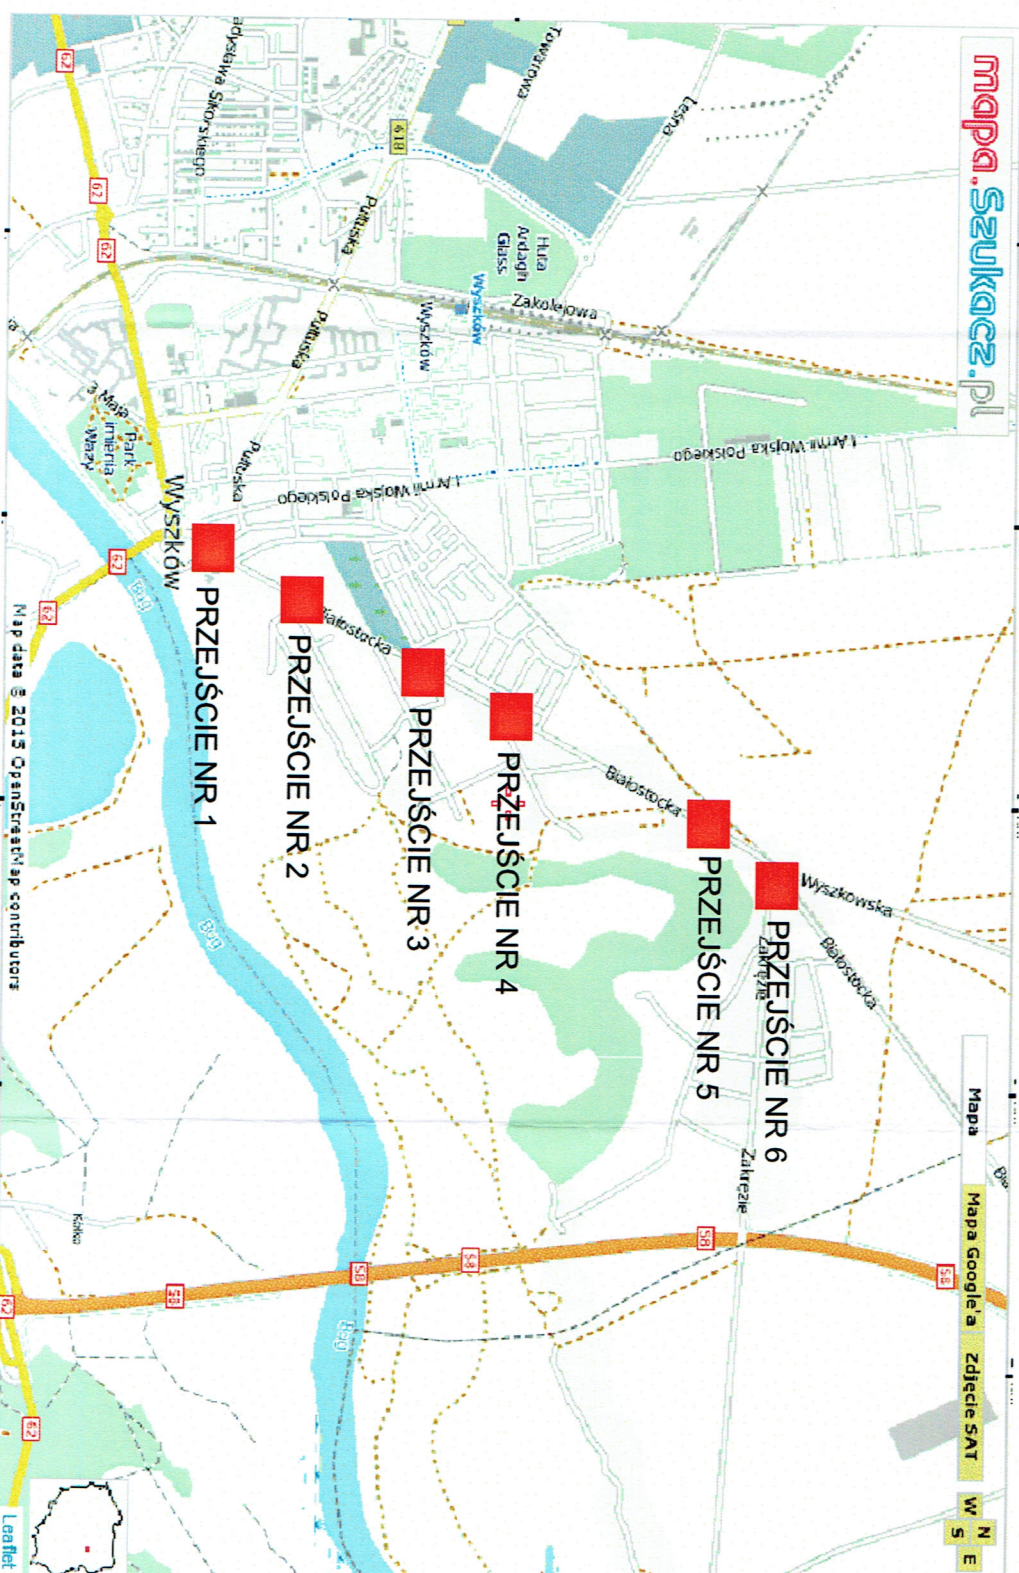 mapa.Szukacz.pl
Mapa
Mapa Google'a
Zdjęcie SAT
N
W E
S
Towarowa
Leśna
adysława Sikorskiego
62
62
62
618
Pułtuska
Huta
Ardagh
Glass
Zakolejowa
Wyszków
Wyszków
Pułtuska
I Armii Wojska Polskiego
3 Maja
Park
imienia
Wazy
Pułtuska
I Armii Wojska Polskiego
Wyszków
62
62
Bug
Białostocka
Białostocka
Wyszkowska
Białostocka
Zakręzie
Zakręzie
PRZEJŚCIE NR 1
PRZEJŚCIE NR 2
PRZEJŚCIE NR 3
PRZEJŚCIE NR 4
PRZEJŚCIE NR 5
PRZEJŚCIE NR 6
Bug
Bug
S8
S8
S8
S8
S8
62
62
Map data © 2015 OpenStreetMap contributors
Leaflet